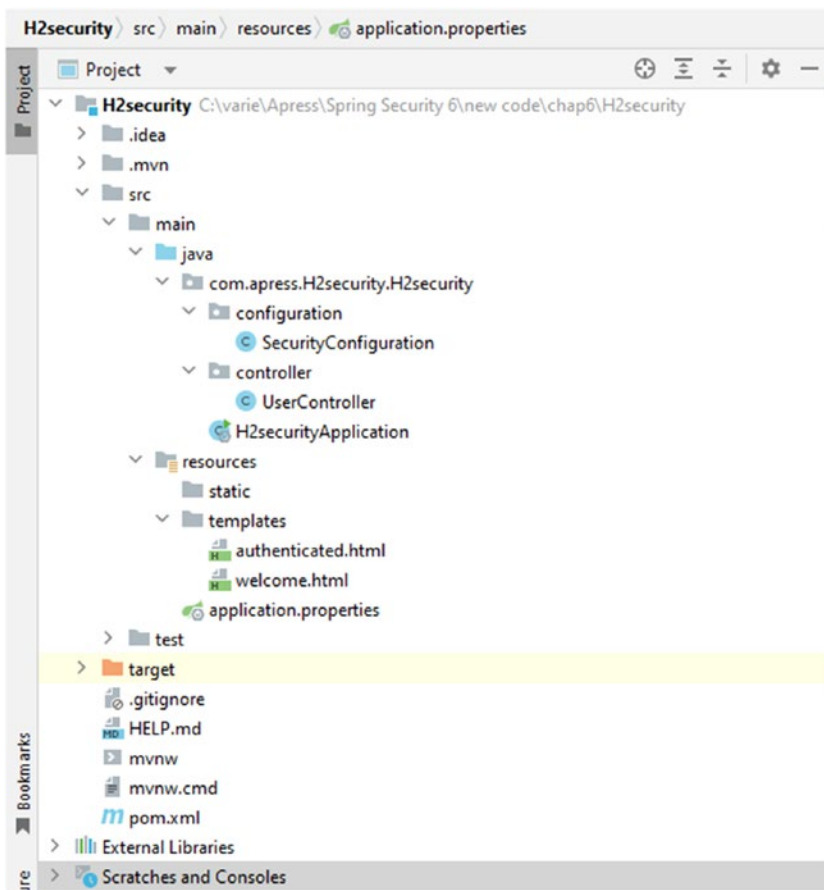 H2security src main resources application.properties
Project
Project
H2security C:\varie\Apress\Spring Security 6\new code\chap6\H2security
.idea
.mvn
src
main
java
com.apress.H2security.H2security
configuration
C SecurityConfiguration
controller
C UserController
H2securityApplication
resources
static
templates
H authenticated.html
H welcome.html
application.properties
test
target
.gitignore
MD HELP.md
mvnw
mvnw.cmd
m pom.xml
Bookmarks
External Libraries
Scratches and Consoles